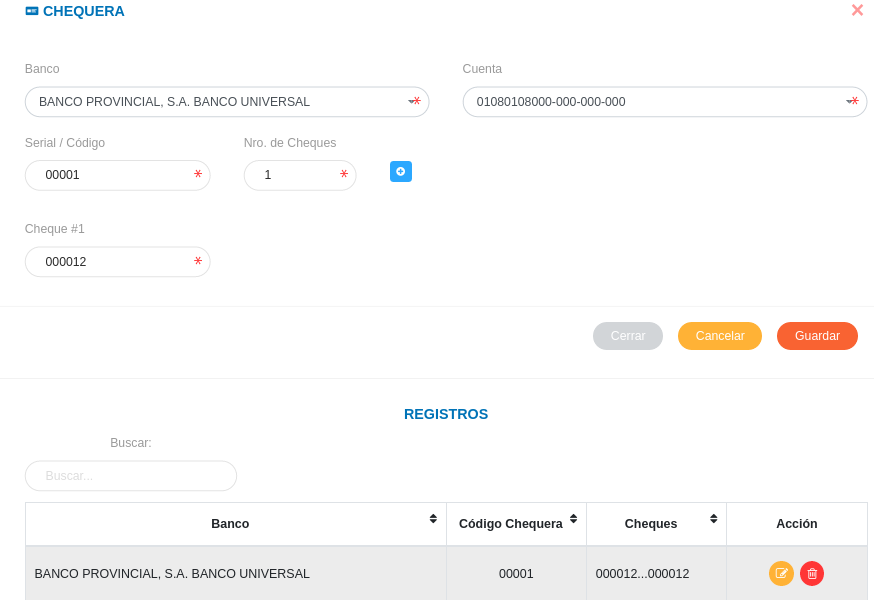 CHEQUERA
Banco
Cuenta
BANCO PROVINCIAL, S.A. BANCO UNIVERSAL
01080108000-000-000-000
Serial / Código
Nro. de Cheques
00001
1
Cheque #1
000012
Cerrar
Cancelar
Guardar
REGISTROS
Buscar:
Buscar...
Banco
Código Chequera
Cheques
Acción
BANCO PROVINCIAL, S.A. BANCO UNIVERSAL
00001
000012...000012